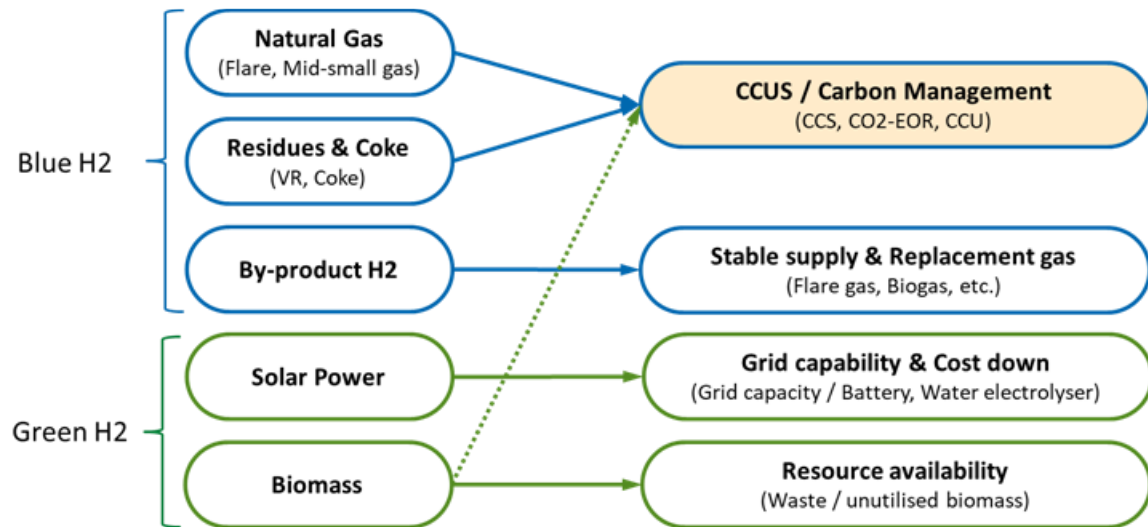 Blue H2
Natural Gas
(Flare, Mid-small gas)
Residues & Coke
(VR, Coke)
By-product H2
CCUS / Carbon Management
(CCS, CO2-EOR, CCU)
Stable supply & Replacement gas
(Flare gas, Biogas, etc.)
Green H2
Solar Power
Biomass
Grid capability & Cost down
(Grid capacity / Battery, Water electrolyser)
Resource availability
(Waste / unutilised biomass)